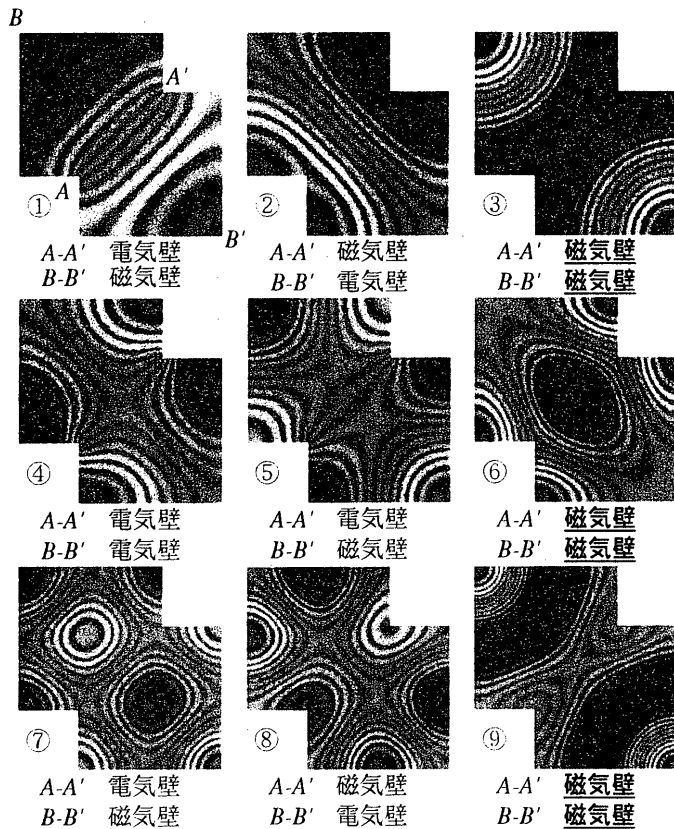 B
A'
A
① ② ③
B'
A-A' 電気壁 A-A' 磁気壁 A-A' 磁気壁
B-B' 磁気壁 B-B' 電気壁 B-B' 磁気壁
④ ⑤ ⑥
A-A' 電気壁 A-A' 電気壁 A-A' 磁気壁
B-B' 電気壁 B-B' 磁気壁 B-B' 磁気壁
⑦ ⑧ ⑨
A-A' 電気壁 A-A' 磁気壁 A-A' 磁気壁
B-B' 磁気壁 B-B' 電気壁 B-B' 磁気壁